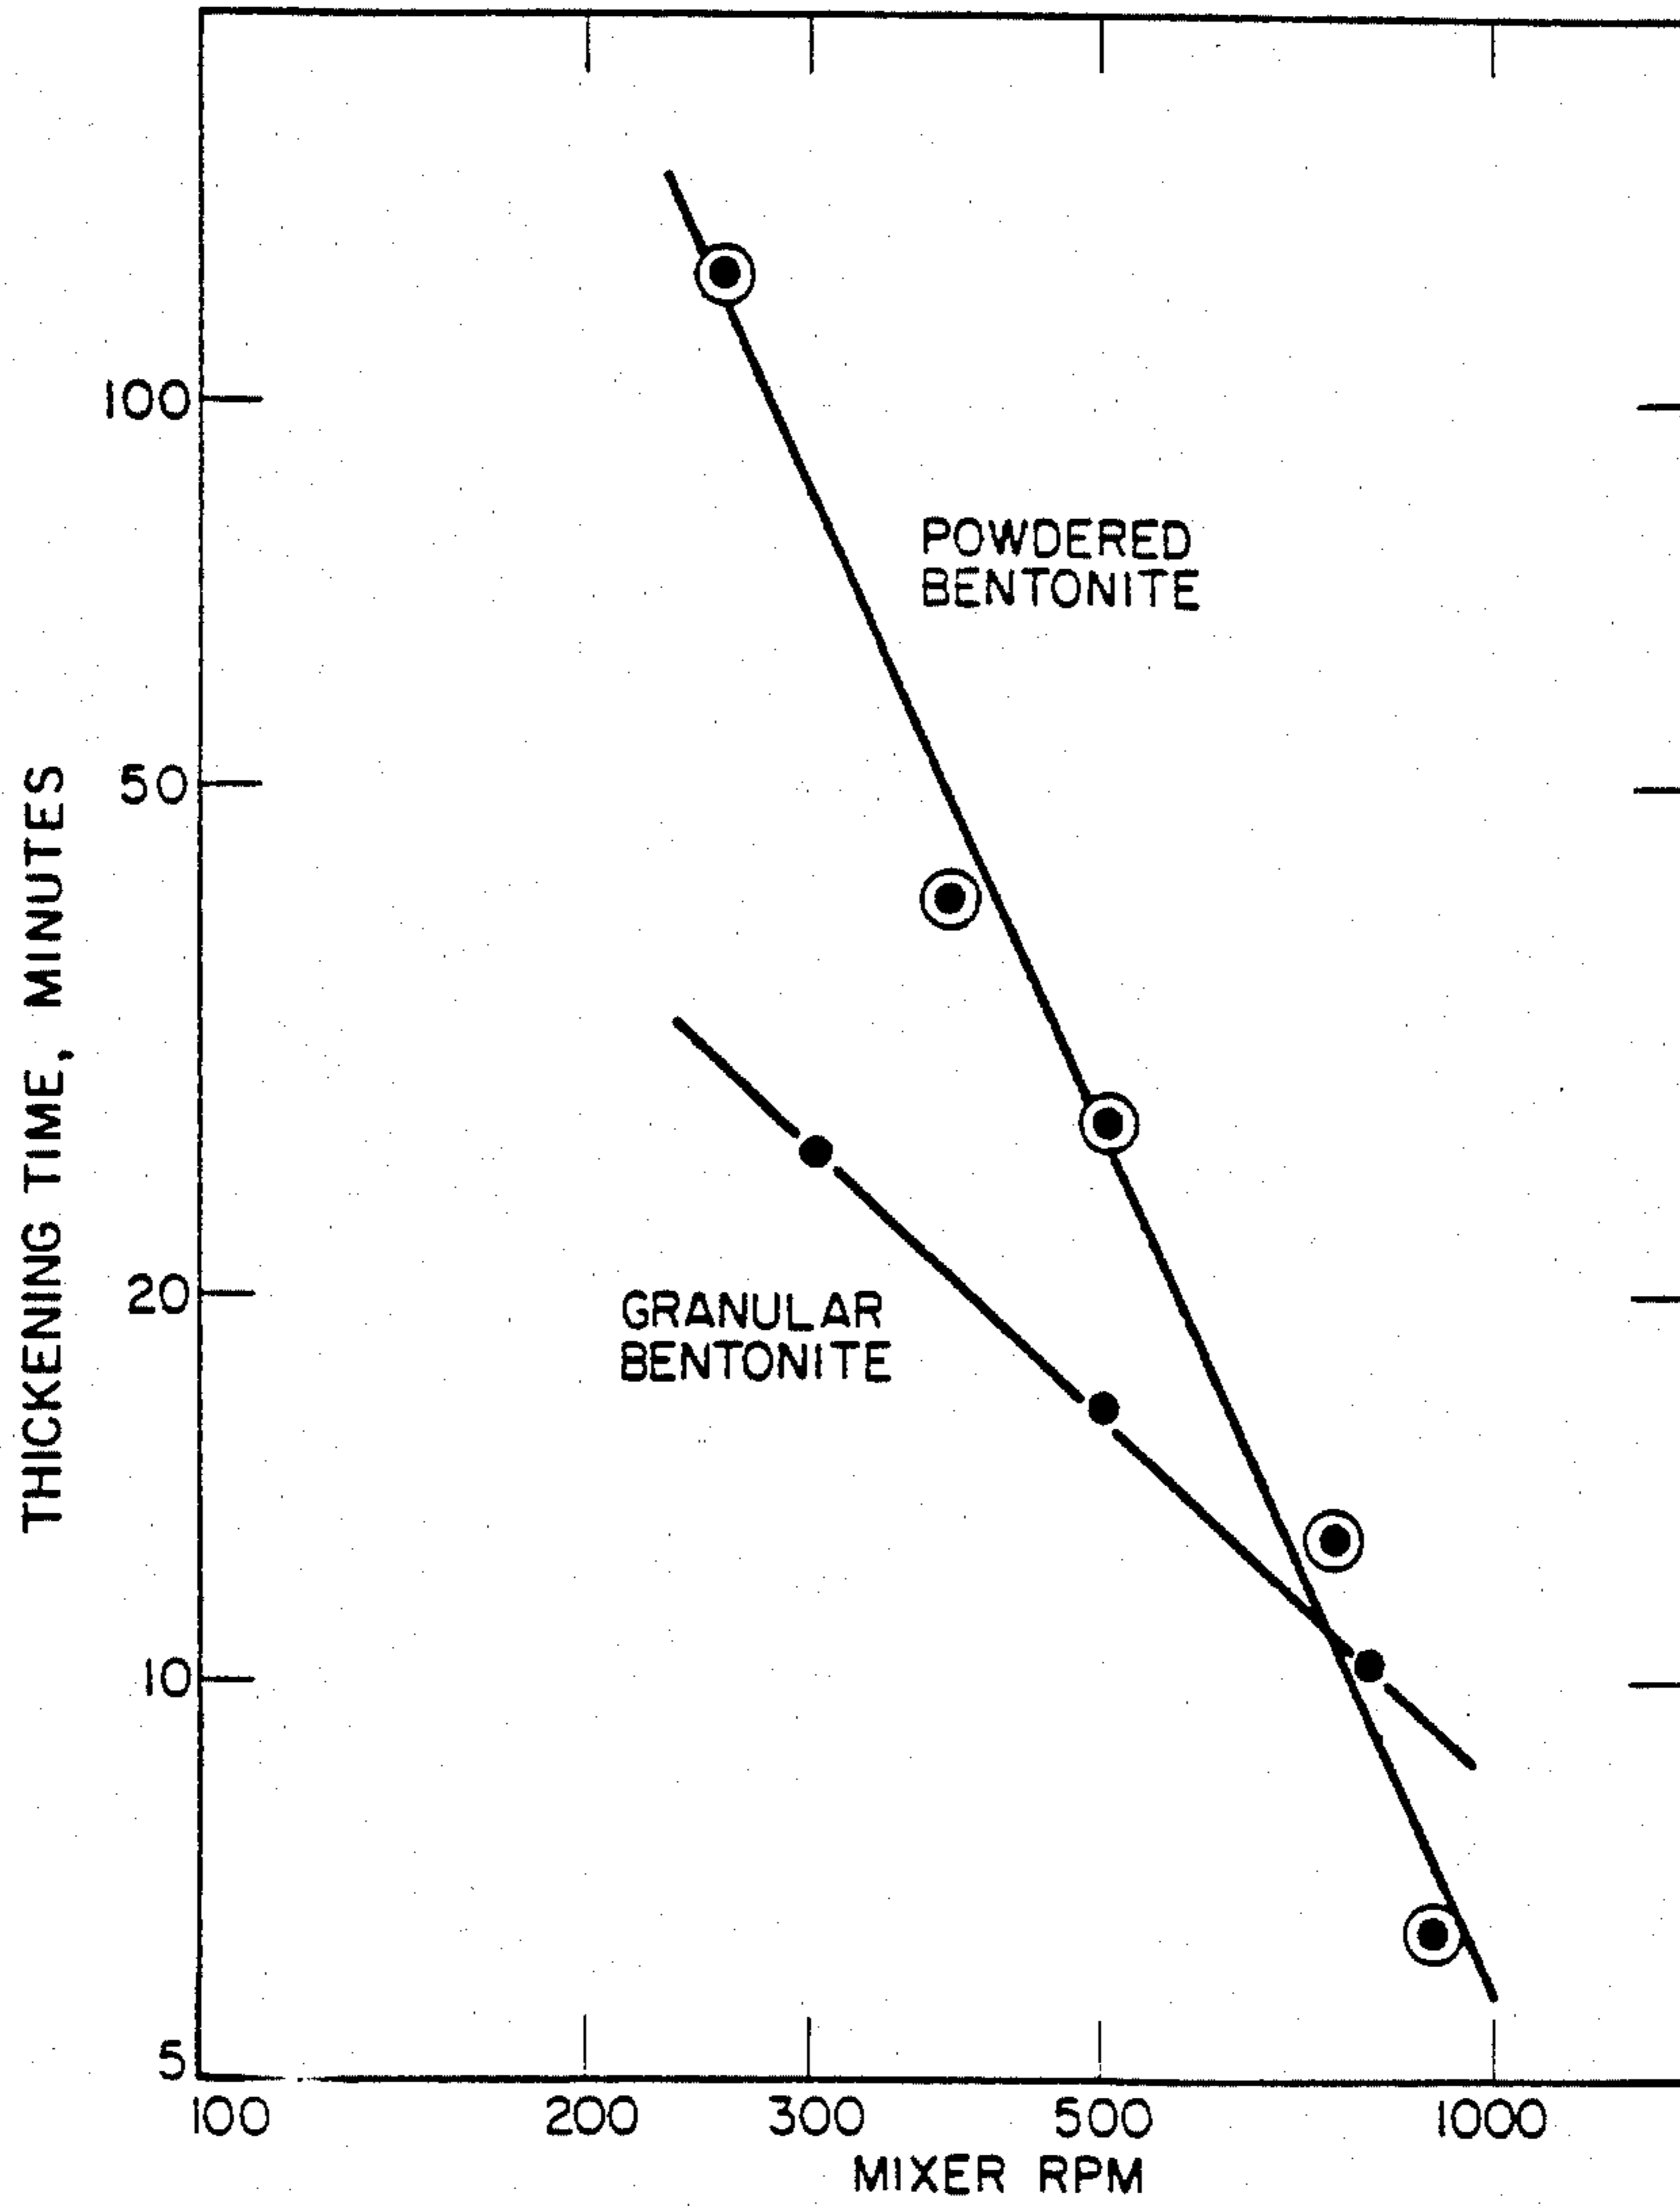 100
POWDERED
BENTONITE
50
THICKENING TIME, MINUTES
20
GRANULAR
BENTONITE
10
5
100 200 300 500 1000
MIXER RPM